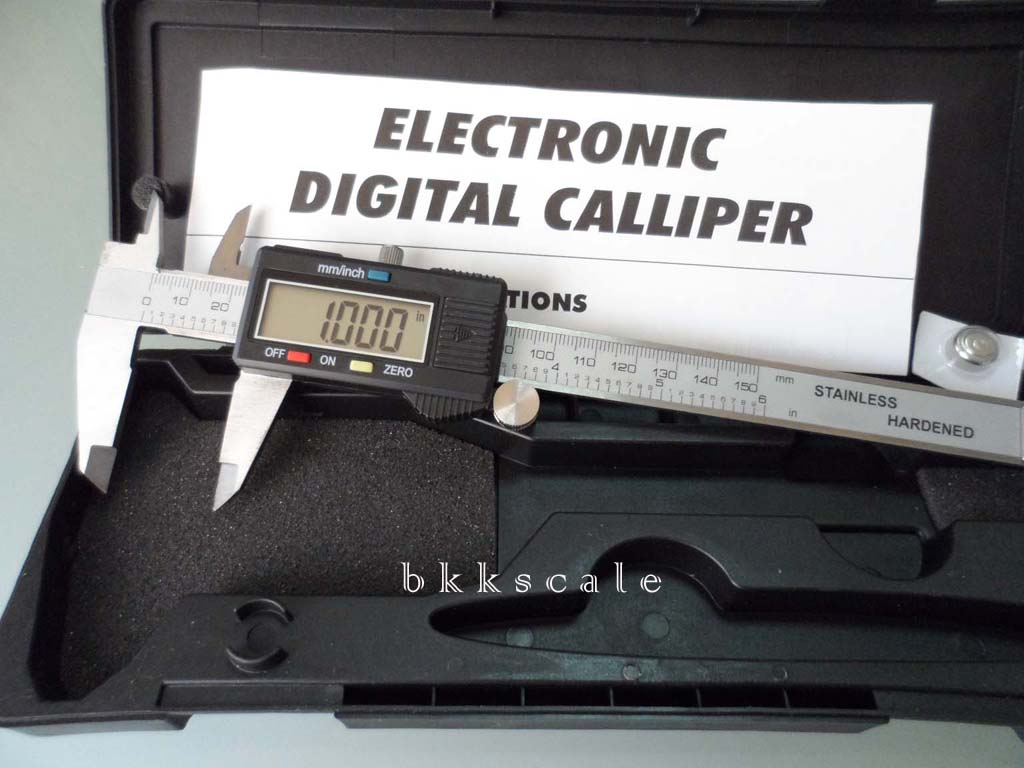 ELECTRONIC
DIGITAL CALLIPER
TIONS
mm/inch
1.000 in
OFF ON ZERO
0 10 20
100 110 120 130 140 150 mm
4 5 6 in
STAINLESS
HARDENED
bkkscale